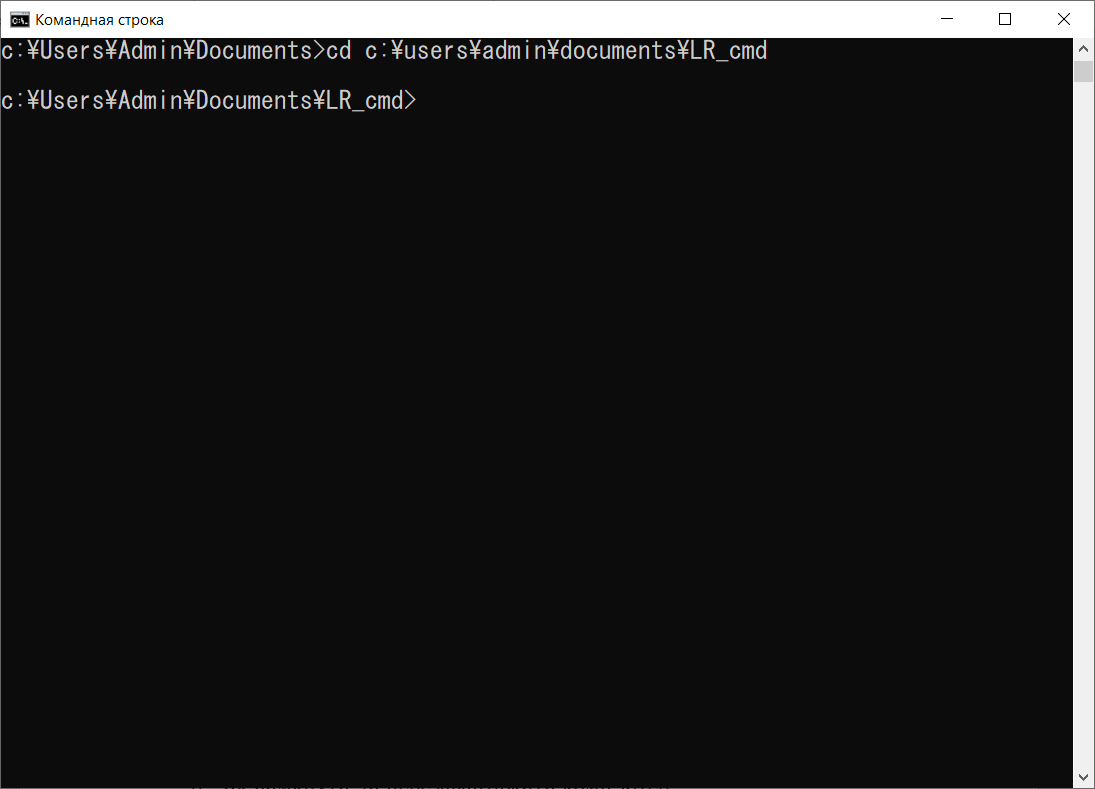 Командная строка
c:¥Users¥Admin¥Documents>cd c:¥users¥admin¥documents¥LR_cmd
c:¥Users¥Admin¥Documents¥LR_cmd>